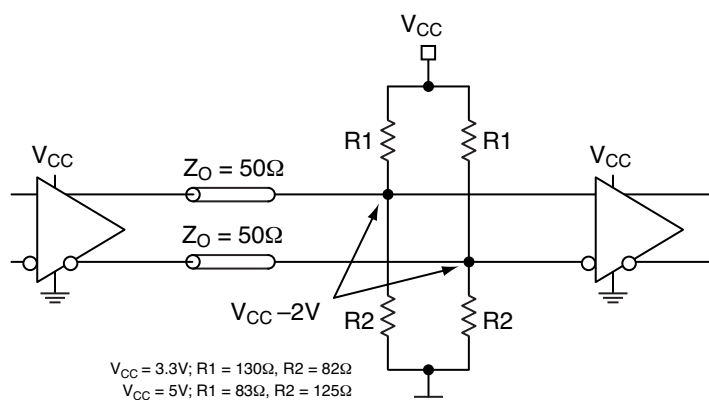 VCC
R1
R1
VCC
ZO = 50Ω
VCC
ZO = 50Ω
VCC –2V
R2
R2
VCC = 3.3V; R1 = 130Ω, R2 = 82Ω
VCC = 5V; R1 = 83Ω, R2 = 125Ω